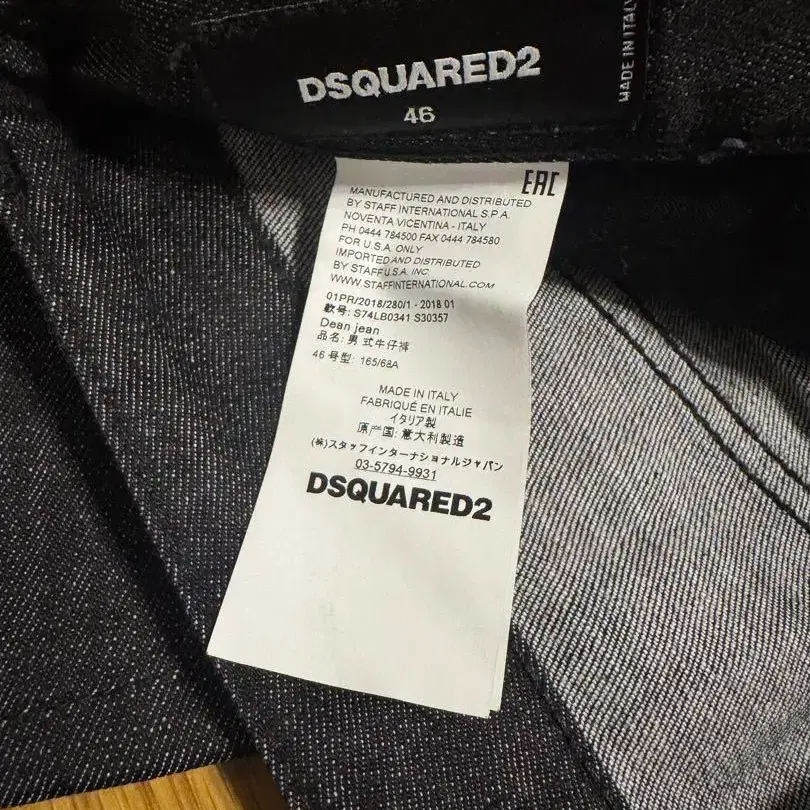 DSQUARED2
46
MADE IN ITALY
EAC
MANUFACTURED AND DISTRIBUTED
BY STAFF INTERNATIONAL S.P.A.
NOVENTA VICENTINA - ITALY
PH 0444 784500 FAX 0444 784580
FOR U.S.A. ONLY
IMPORTED AND DISTRIBUTED
BY STAFF U.S.A. INC
WWW.STAFFINTERNATIONAL.COM
01PR/2018/280/1 - 2018 01
款号: S74LB0341 S30357
Dean jean
品名: 男 式牛仔裤
46 号型: 165/68A
MADE IN ITALY
FABRIQUÉ EN ITALIE
イタリア製
原产国: 意大利製造
(株)スタッフインターナショナルジャパン
03-5794-9931
DSQUARED2